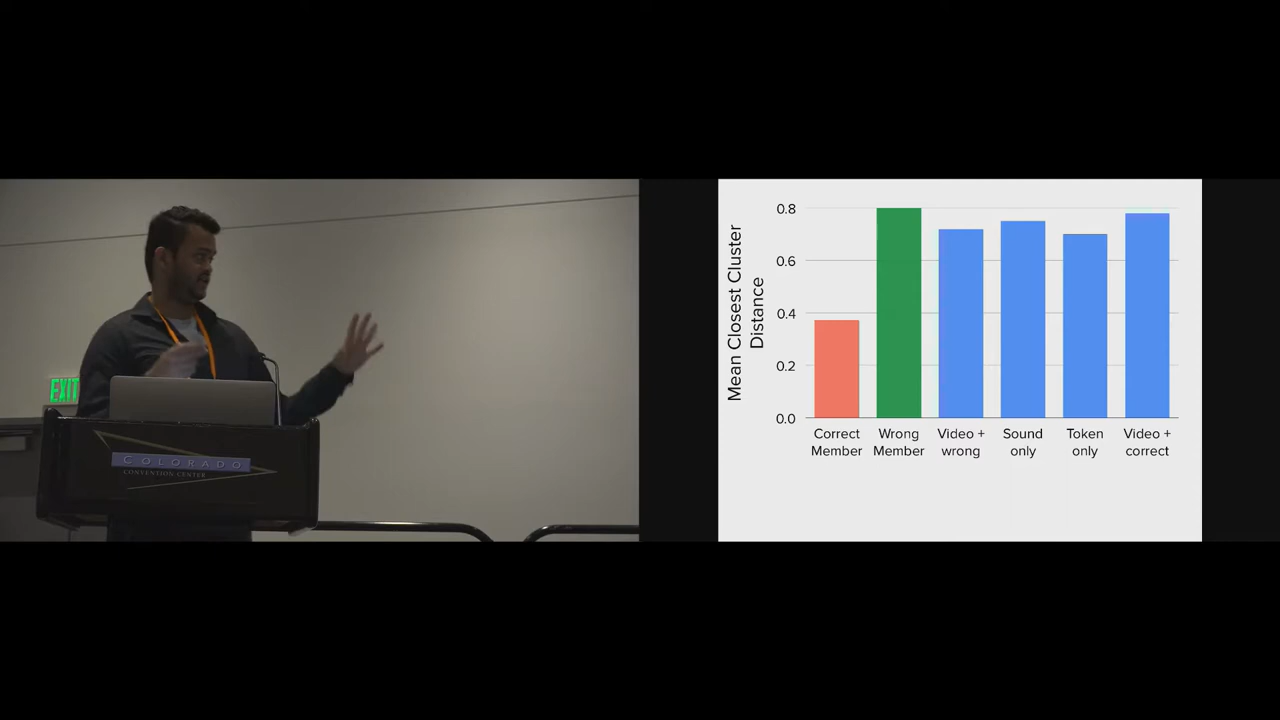 EXIT
COLORADO
CONVENTION CENTER
Mean Closest Cluster
Distance
0.8
0.6
0.4
0.2
0.0
Correct
Member
Wrong
Member
Video +
wrong
Sound
only
Token
only
Video +
correct